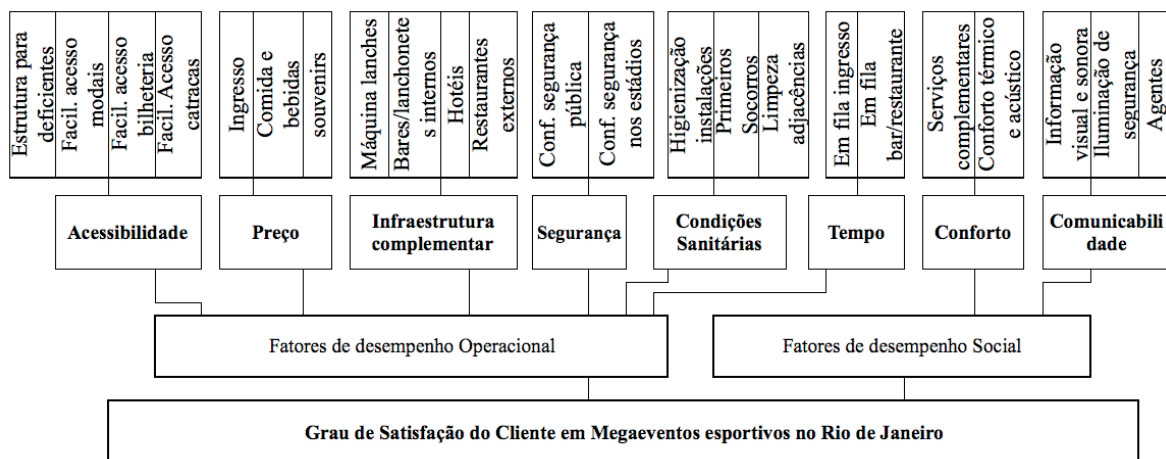 Estrutura para
deficientes
Facil. acesso
modais
Facil. acesso
bilheteria
Facil. Acesso
catracas
Ingresso
Comida e
bebidas
souvenirs
Máquina lanches
Bares/lanchonete
s internos
Hotéis
Restaurantes
externos
Conf. segurança
pública
Conf. segurança
nos estádios
Higienização
instalações
Primeiros
Socorros
Limpeza
adjacências
Em fila ingresso
Em fila
bar/restaurante
Serviços
complementares
Conforto térmico
e acústico
Informação
visual e sonora
Iluminação de
segurança
Agentes
Acessibilidade
Preço
Infraestrutura
complementar
Segurança
Condições
Sanitárias
Tempo
Conforto
Comunicabili
dade
Fatores de desempenho Operacional
Fatores de desempenho Social
Grau de Satisfação do Cliente em Megaeventos esportivos no Rio de Janeiro